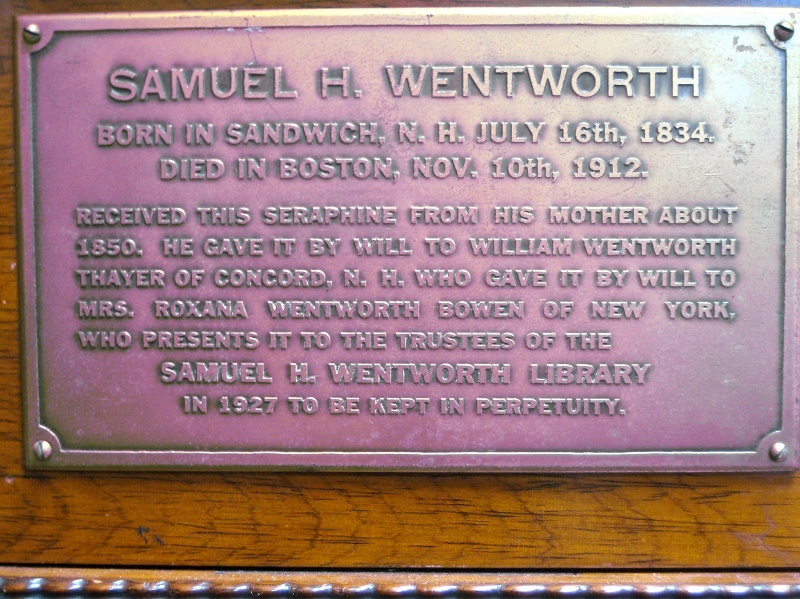 SAMUEL H. WENTWORTH
BORN IN SANDWICH, N. H. JULY 16th, 1834.
DIED IN BOSTON, NOV. 10th, 1912.
RECEIVED THIS SERAPHINE FROM HIS MOTHER ABOUT
1850. HE GAVE IT BY WILL TO WILLIAM WENTWORTH
THAYER OF CONCORD, N. H. WHO GAVE IT BY WILL TO
MRS. ROXANA WENTWORTH BOWEN OF NEW YORK,
WHO PRESENTS IT TO THE TRUSTEES OF THE
SAMUEL H. WENTWORTH LIBRARY
IN 1927 TO BE KEPT IN PERPETUITY.